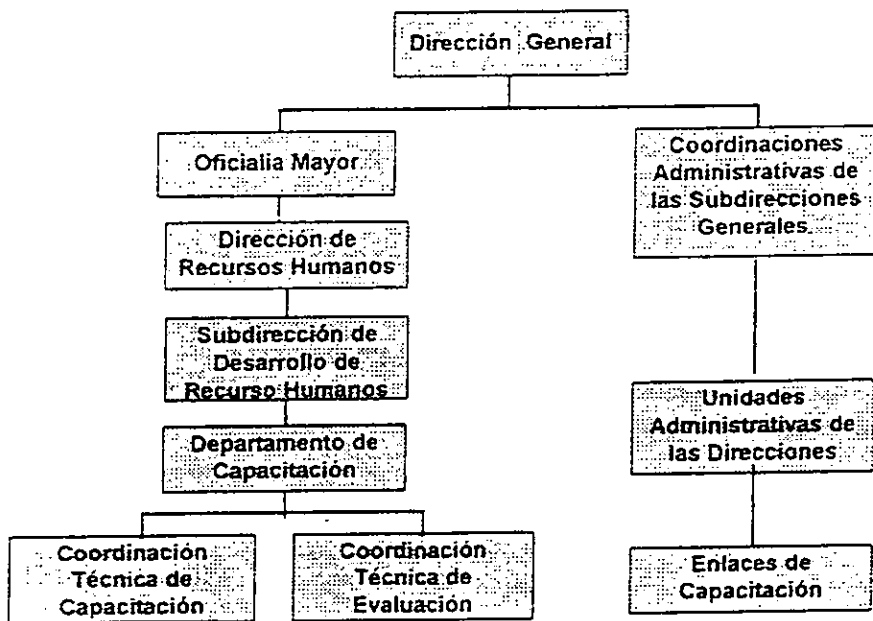 Dirección General
Oficialia Mayor
Dirección de
Recursos Humanos
Subdirección de
Desarrollo de
Recurso Humanos
Departamento de
Capacitación
Coordinación
Técnica de
Capacitación
Coordinación
Técnica de
Evaluación
Coordinaciones
Administrativas de
las Subdirecciones
Generales.
Unidades
Administrativas de
las Direcciones
Enlaces de
Capacitación